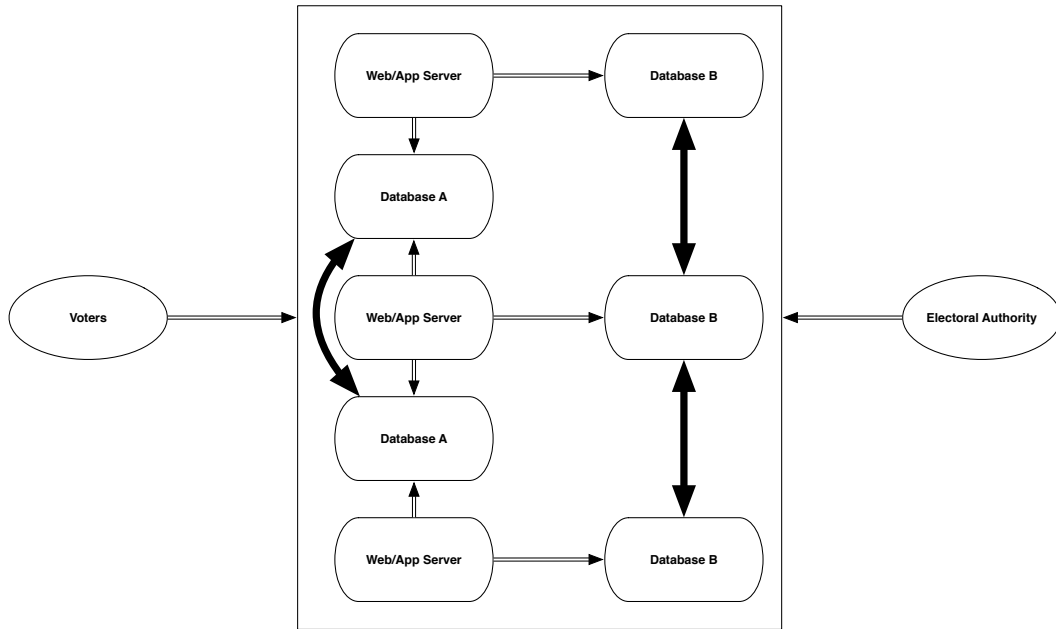 Web/App Server
Database B
Database A
Voters
Web/App Server
Database B
Electoral Authority
Database A
Web/App Server
Database B